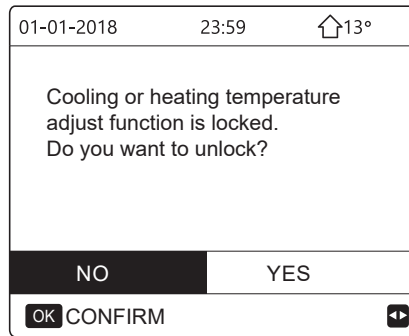 01-01-2018 23:59 13°
Cooling or heating temperature
adjust function is locked.
Do you want to unlock?
NO YES
OK CONFIRM